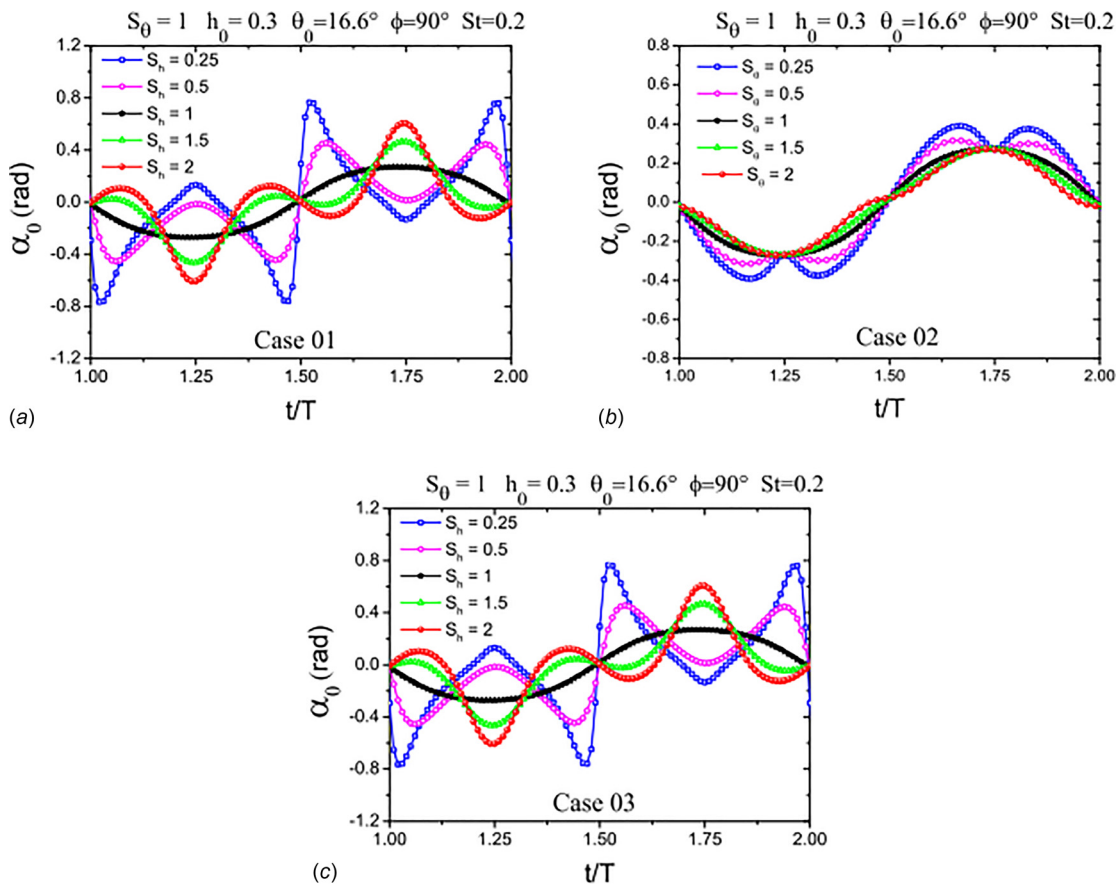 S_θ = 1 h_0 = 0.3 θ_0=16.6° ϕ=90° St=0.2
1.2
0.8
0.4
0.0
-0.4
-0.8
-1.2
α_0 (rad)
S_h = 0.25
S_h = 0.5
S_h = 1
S_h = 1.5
S_h = 2
Case 01
1.00 1.25 1.50 1.75 2.00
t/T
(a)
S_θ = 1 h_0 = 0.3 θ_0=16.6° ϕ=90° St=0.2
0.8
0.6
0.4
0.2
0.0
-0.2
-0.4
-0.6
-0.8
α_0 (rad)
S_θ = 0.25
S_θ = 0.5
S_θ = 1
S_θ = 1.5
S_θ = 2
Case 02
1.00 1.25 1.50 1.75 2.00
t/T
(b)
S_θ = 1 h_0 = 0.3 θ_0=16.6° ϕ=90° St=0.2
1.2
0.8
0.4
0.0
-0.4
-0.8
-1.2
α_0 (rad)
S_h = 0.25
S_h = 0.5
S_h = 1
S_h = 1.5
S_h = 2
Case 03
1.00 1.25 1.50 1.75 2.00
t/T
(c)